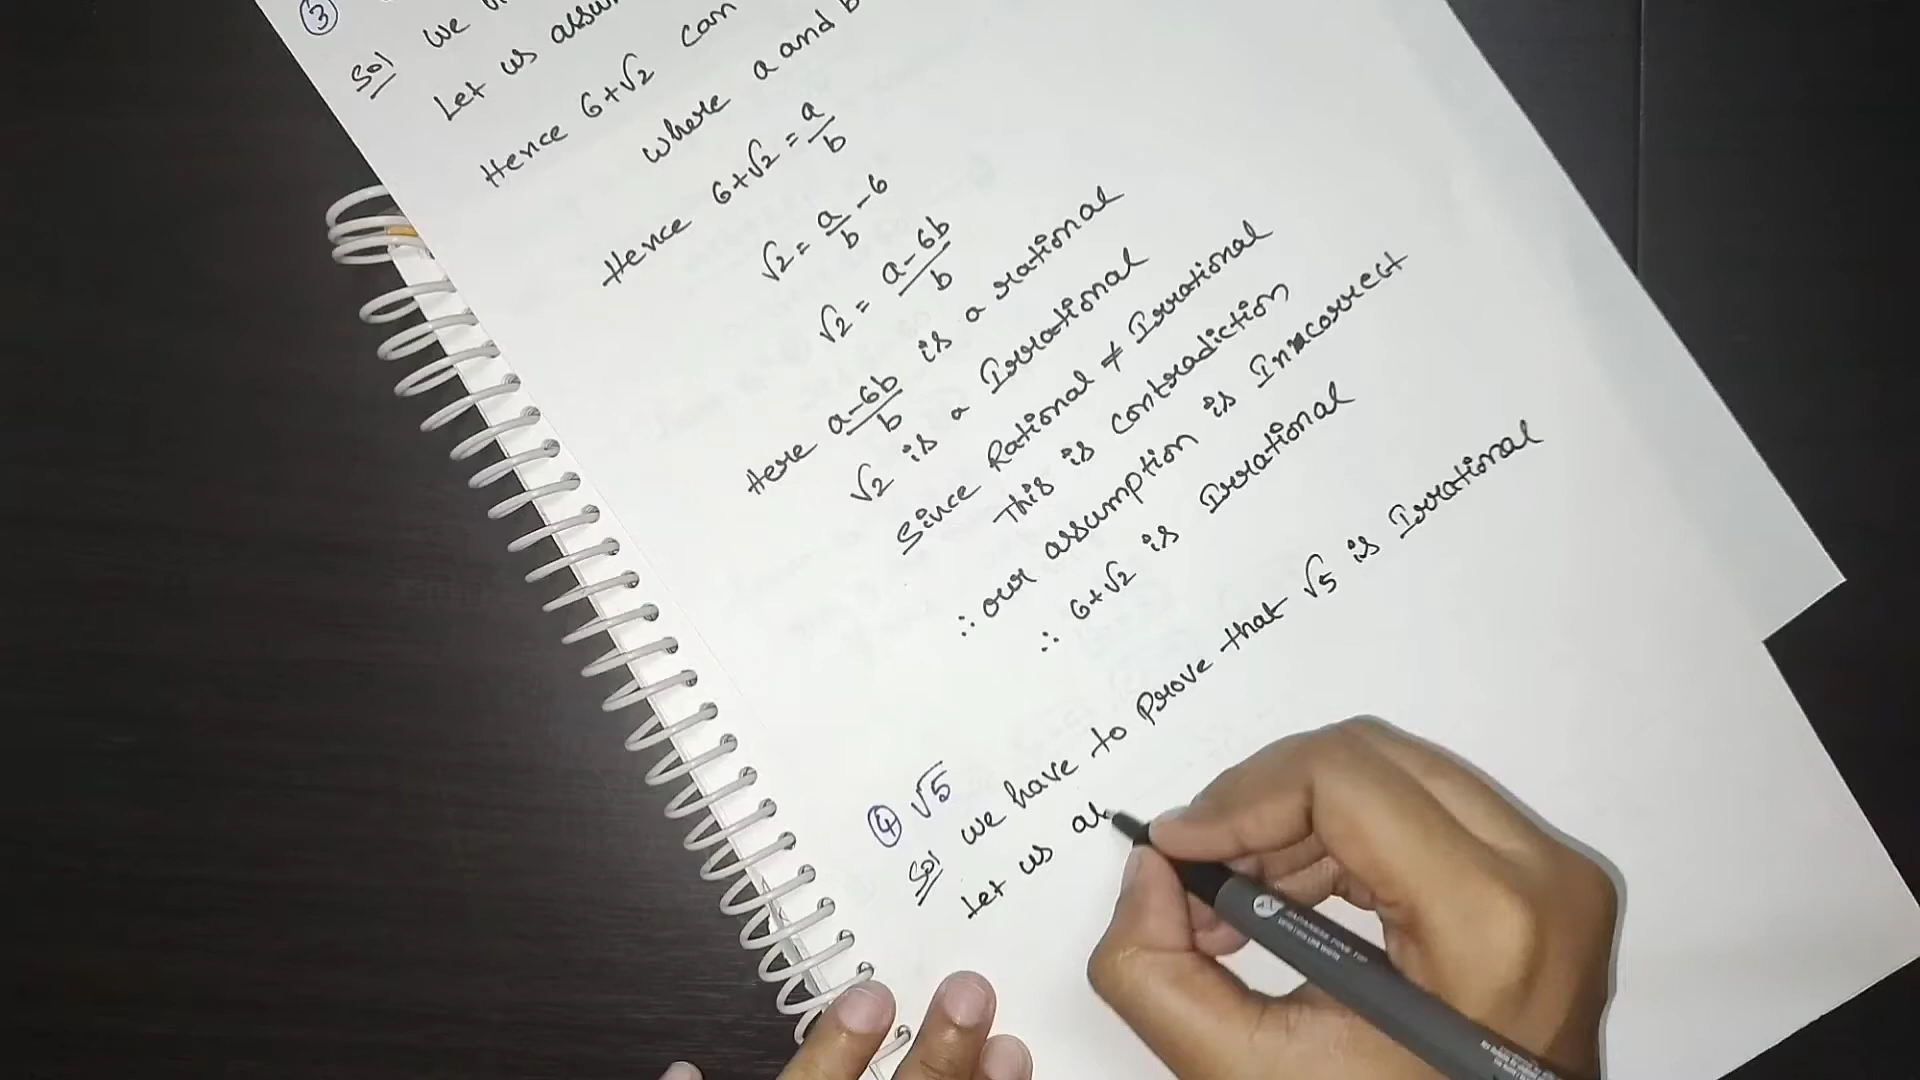 ③
Sol We
Let us assu
Hence 6+√2 can
where a and b
Hence 6+√2 = a/b
√2 = a/b - 6
√2 = a-6b/b
Here a-6b/b is a rational
√2 is a Irrational
Since Rational ≠ Irrational
This is contradiction
∴ our assumption is Incorrect
∴ 6+√2 is Irrational
④ √5
Sol We have to prove that √5 is Irrational
Let us as